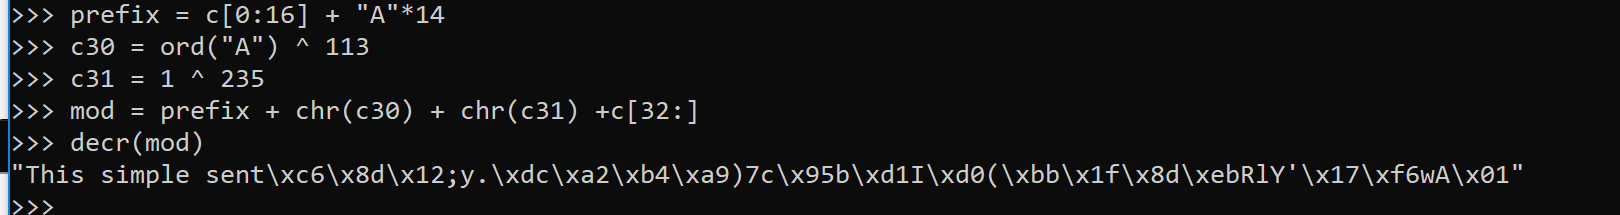 >>> prefix = c[0:16] + "A"*14
>>> c30 = ord("A") ^ 113
>>> c31 = 1 ^ 235
>>> mod = prefix + chr(c30) + chr(c31) +c[32:]
>>> decr(mod)
"This simple sent\xc6\x8d\x12;y.\xdc\xa2\xb4\xa9)7c\x95b\xd1I\xd0(\xbb\x1f\x8d\xebRlY'\x17\xf6wA\x01"
>>>